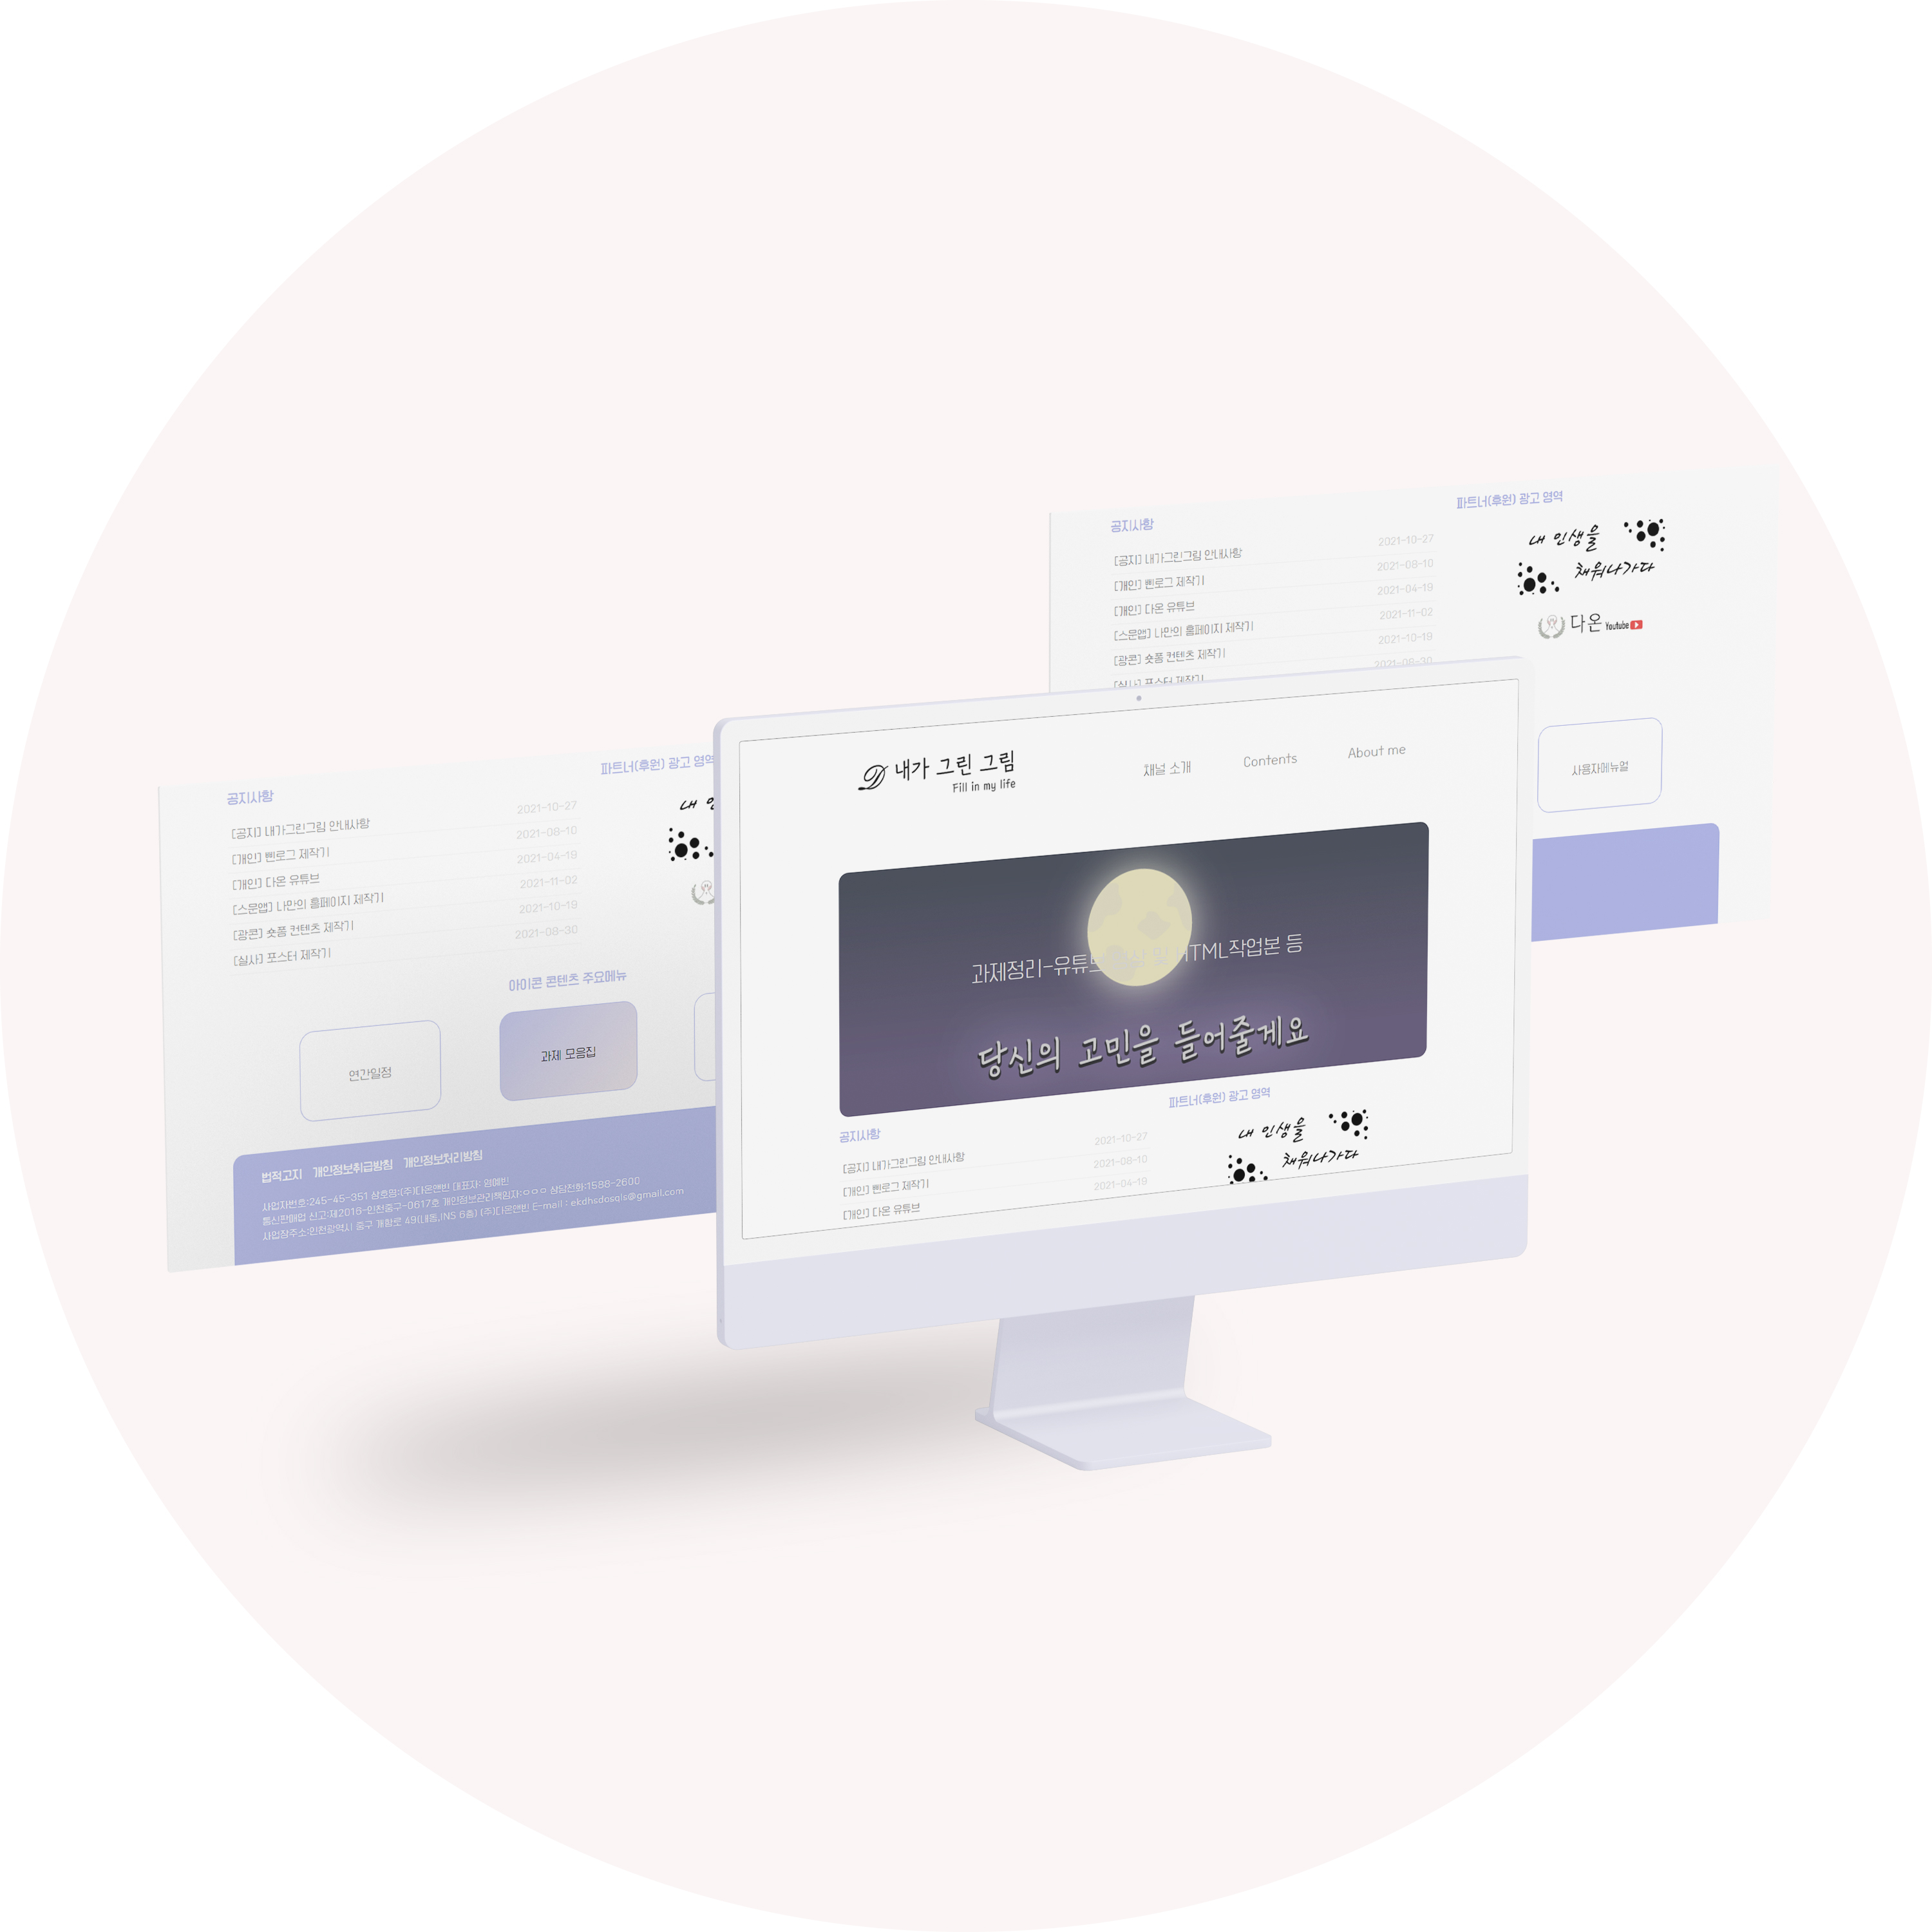 공지사항
파트너(후원) 광고 영역
[공지] 내가그린그림 안내사항 2021-10-27
[개인] 삔로그 제작기 2021-08-10
[개인] 다온 유튜브 2021-04-19
[스문앱] 나만의 홈페이지 제작기 2021-11-02
[광콘] 숏폼 컨텐츠 제작기 2021-10-19
[실사] 포스터 제작기 2021-08-30
내 인생을
채워나가다
다온 Youtube
사용자메뉴얼
공지사항
파트너(후원) 광고 영역
[공지] 내가그린그림 안내사항 2021-10-27
[개인] 삔로그 제작기 2021-08-10
[개인] 다온 유튜브 2021-04-19
[스문앱] 나만의 홈페이지 제작기 2021-11-02
[광콘] 숏폼 컨텐츠 제작기 2021-10-19
[실사] 포스터 제작기 2021-08-30
내
아이콘 콘텐츠 주요메뉴
연간일정
과제 모음집
법적고지 개인정보취급방침 개인정보처리방침
사업자번호:245-45-351 상호명:(주)다온앤빈 대표자: 임예빈
통신판매업 신고:제2016-인천중구-0617호 개인정보관리책임자:ㅇㅇㅇ 상담전화:1588-2600
사업장주소:인천광역시 중구 개항로 49(내동,INS 6층) (주)다온앤빈 E-mail : ekdhsdosqls@gmail.com
내가 그린 그림
Fill in my life
채널 소개 Contents About me
과제정리-유튜브 영상 및 HTML작업본 등
당신의 고민을 들어줄게요
공지사항
파트너(후원) 광고 영역
[공지] 내가그린그림 안내사항 2021-10-27
[개인] 삔로그 제작기 2021-08-10
[개인] 다온 유튜브 2021-04-19
내 인생을
채워나가다